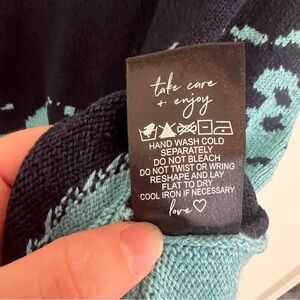 take care
+ enjoy
HAND WASH COLD
SEPARATELY
DO NOT BLEACH
DO NOT TWIST OR WRING
RESHAPE AND LAY
FLAT TO DRY
COOL IRON IF NECESSARY
love ♡